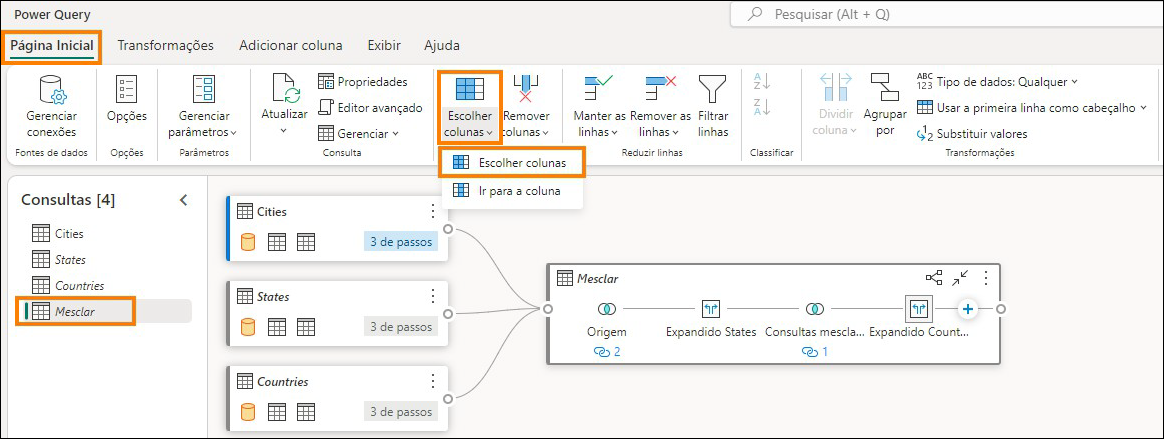 Power Query
Pesquisar (Alt + Q)
Página Inicial
Transformações
Adicionar coluna
Exibir
Ajuda
Gerenciar
conexões
Fontes de dados
Opções
Opções
Gerenciar
parâmetros
Parâmetros
Atualizar
Propriedades
Editor avançado
Gerenciar
Consulta
Escolher
colunas
Remover
colunas
Escolher colunas
Ir para a coluna
Manter as
linhas
Remover as
linhas
Filtrar
linhas
Reduzir linhas
A
Z
Z
A
Classificar
Dividir
coluna
Agrupar
por
ABC
123
Tipo de dados: Qualquer
Usar a primeira linha como cabeçalho
1
2
Substituir valores
Transformações
Consultas [4]
Cities
States
Countries
Mesclar
Cities
3 de passos
States
3 de passos
Countries
3 de passos
Mesclar
Origem
2
Expandido States
Consultas mescla...
1
Expandido Count...